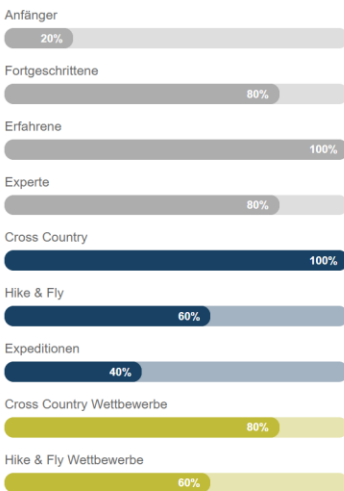 Anfänger
20%
Fortgeschrittene
80%
Erfahrene
100%
Experte
80%
Cross Country
100%
Hike & Fly
60%
Expeditionen
40%
Cross Country Wettbewerbe
80%
Hike & Fly Wettbewerbe
60%